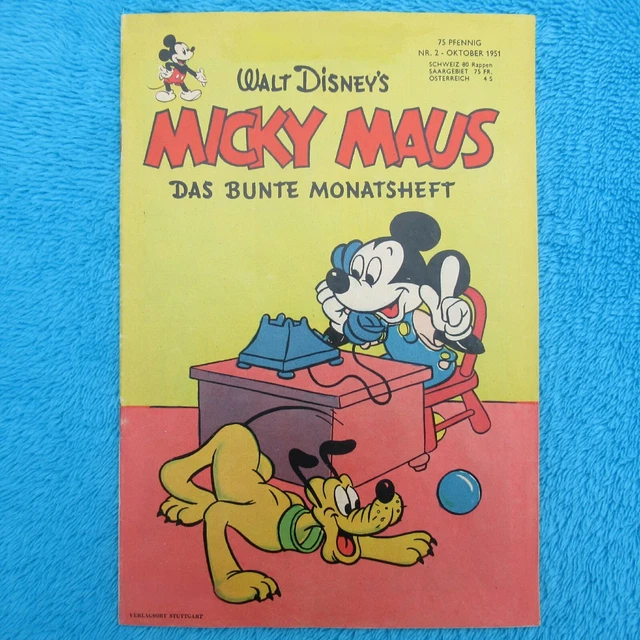 75 PFENNIG
NR. 2 - OKTOBER 1951
SCHWEIZ 80 Rappen
SAARGEBIET 75 FR.
ÖSTERREICH 4 S
WALT DISNEY'S
MICKY MAUS
DAS BUNTE MONATSHEFT
VERLAGSORT STUTTGART